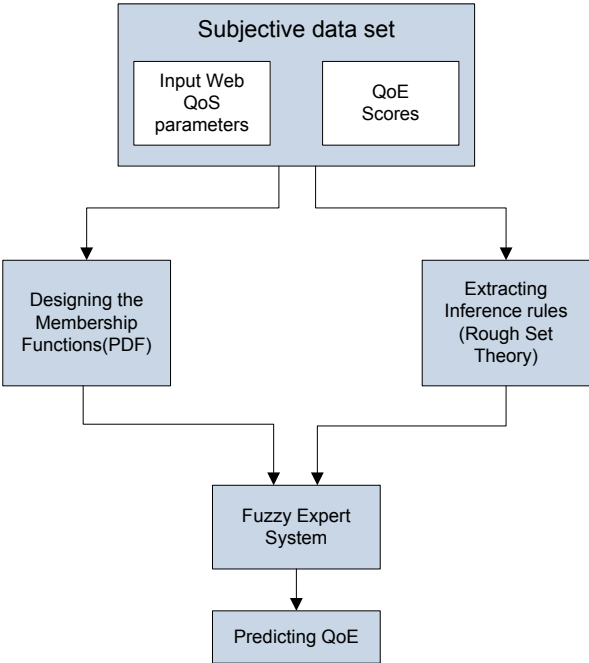 Subjective data set
Input Web
QoS
parameters
QoE
Scores
Designing the
Membership
Functions(PDF)
Extracting
Inference rules
(Rough Set
Theory)
Fuzzy Expert
System
Predicting QoE